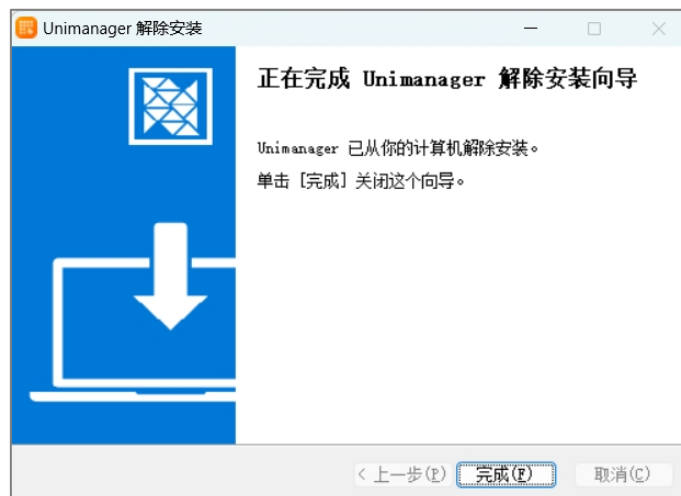 Unimanager 解除安装
正在完成 Unimanager 解除安装向导
Unimanager 已从你的计算机解除安装。
单击 [完成] 关闭这个向导。
< 上一步(P) 完成(F) 取消(C)